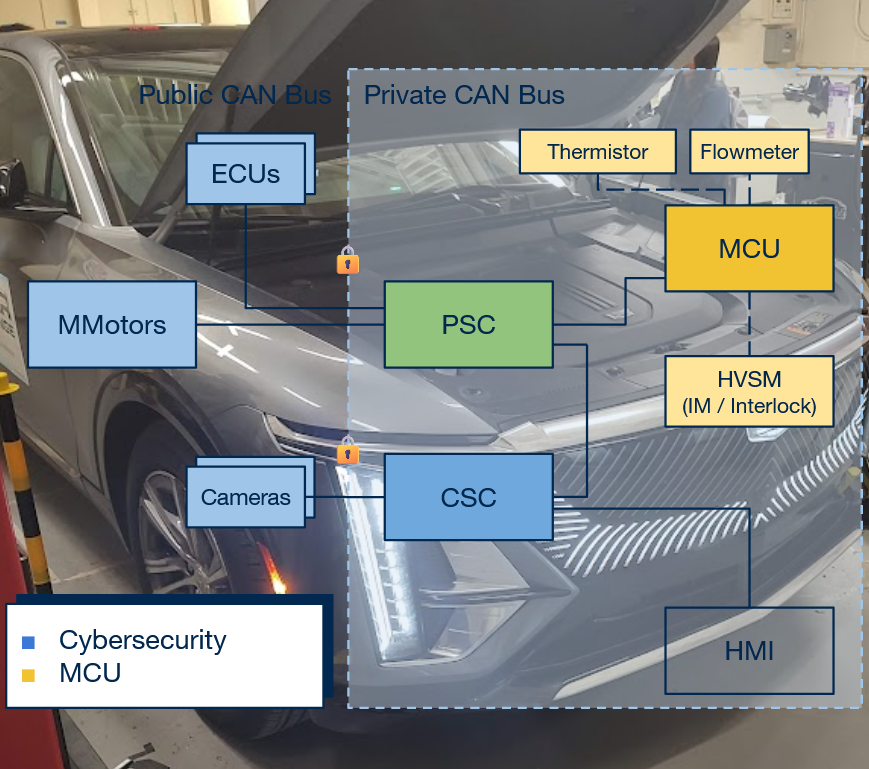 Public CAN Bus
Private CAN Bus
ECUs
Thermistor
Flowmeter
MCU
MMotors
PSC
HVSM
(IM / Interlock)
Cameras
CSC
HMI
Cybersecurity
MCU